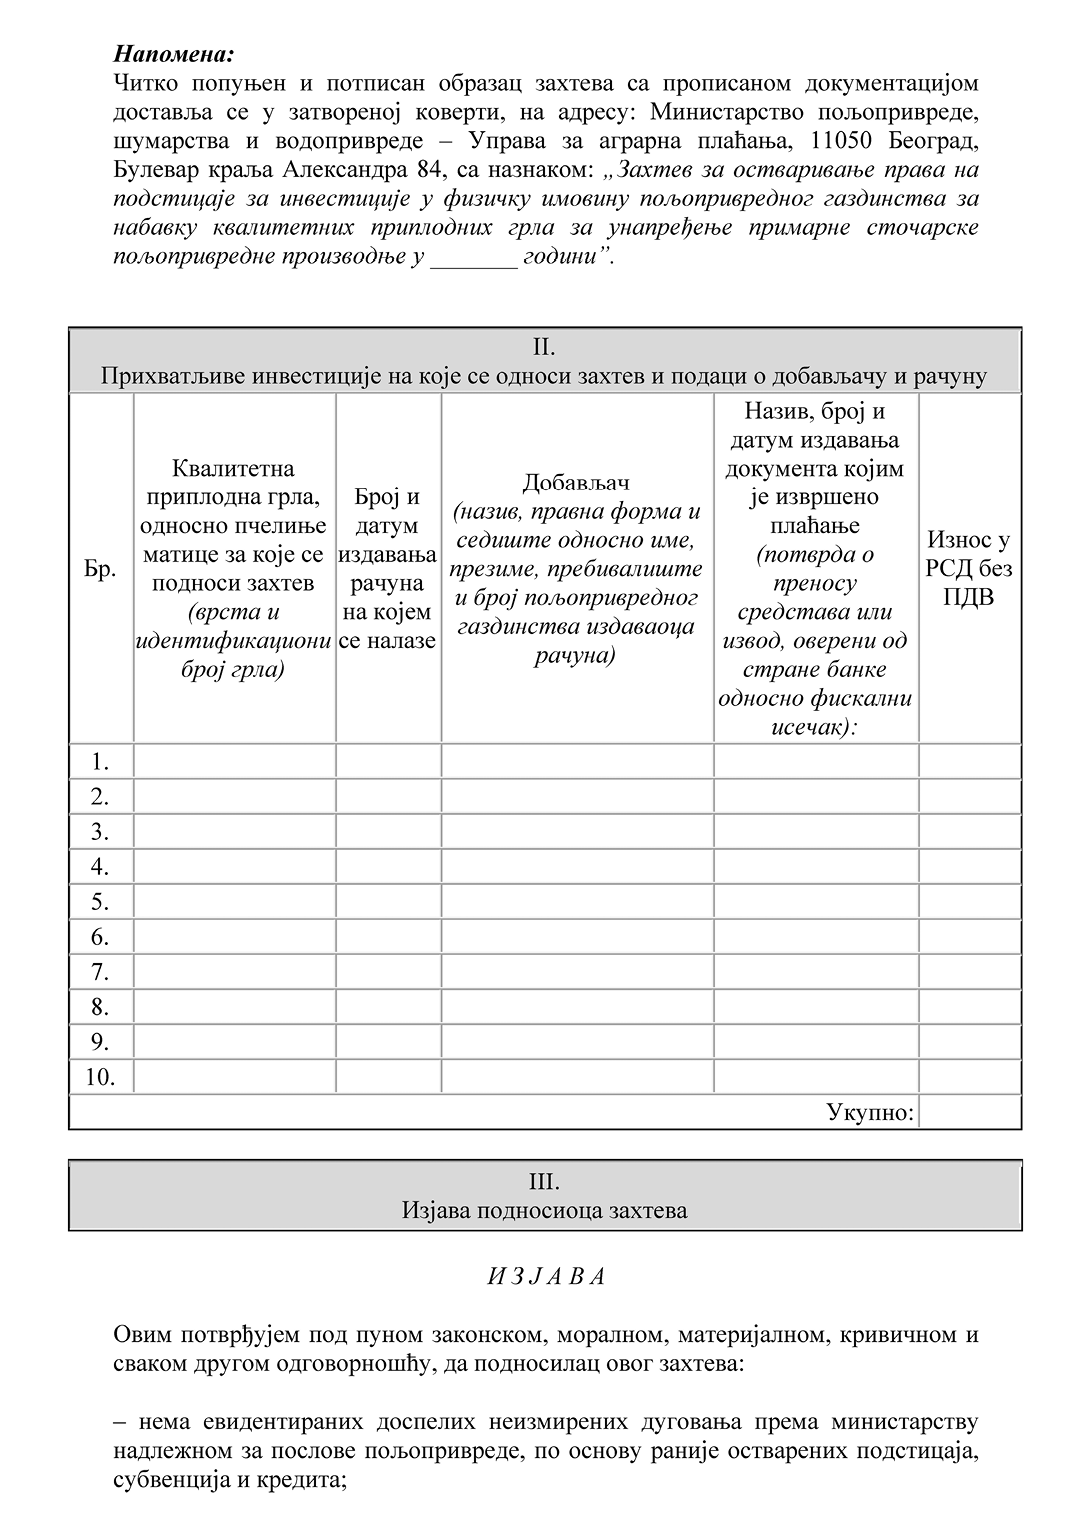 Напомена:
Читко попуњен и потписан образац захтева са прописаном документацијом
доставља се у затвореној коверти, на адресу: Министарство пољопривреде,
шумарства и водопривреде – Управа за аграрна плаћања, 11050 Београд,
Булевар краља Александра 84, са назнаком: „Захтев за остваривање права на
подстицаје за инвестиције у физичку имовину пољопривредног газдинства за
набавку квалитетних приплодних грла за унапређење примарне сточарске
пољопривредне производње у _______ години”.
II.
Прихватљиве инвестиције на које се односи захтев и подаци о добављачу и рачуну
Бр.
Квалитетна
приплодна грла,
односно пчелиње
матице за које се
подноси захтев
(врста и
идентификациони
број грла)
Број и
датум
издавања
рачуна
на којем
се налазе
Добављач
(назив, правна форма и
седиште односно име,
презиме, пребивалиште
и број пољопривредног
газдинства издаваоца
рачуна)
Назив, број и
датум издавања
документа којим
је извршено
плаћање
(потврда о
преносу
средстава или
извод, оверени од
стране банке
односно фискални
исечак):
Износ у
РСД без
ПДВ
1.
2.
3.
4.
5.
6.
7.
8.
9.
10.
Укупно:
III.
Изјава подносиоца захтева
И З Ј А В А
Овим потврђујем под пуном законском, моралном, материјалном, кривичном и
сваком другом одговорношћу, да подносилац овог захтева:
– нема евидентираних доспелих неизмирених дуговања према министарству
надлежном за послове пољопривреде, по основу раније остварених подстицаја,
субвенција и кредита;